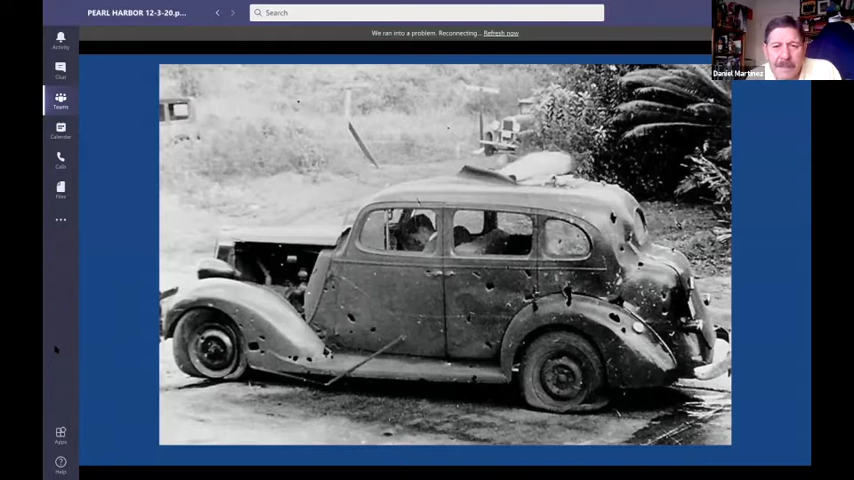 PEARL HARBOR 12-3-20.p...
Search
We ran into a problem. Reconnecting... Refresh now
Daniel Martinez
Activity
Chat
Teams
Calendar
Calls
Files
...
Apps
Help